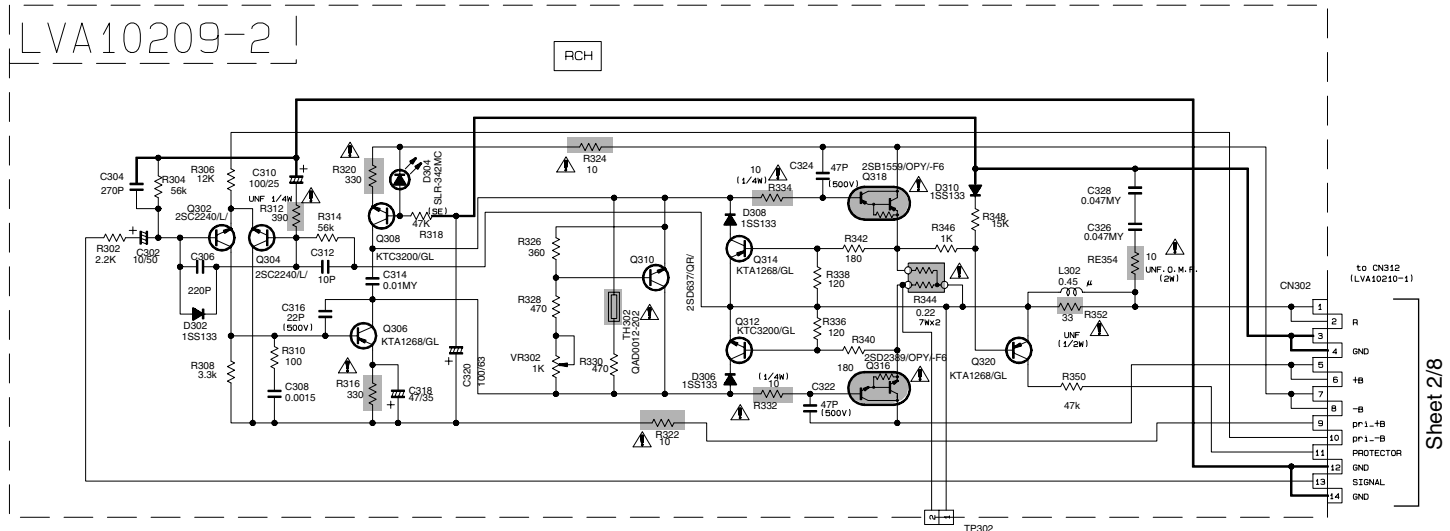 LVA10209-2
RCH
C304
270P
R304
56k
R306
12K
C310
100/25
+
UNF 1/4W
R312
390
R314
56k
Q302
2SC2240/L/
R302
2.2K
+
C302
10/50
C306
220P
Q304
2SC2240/L/
C312
10P
D302
1SS133
R308
3.3k
R310
100
C308
0.0015
C316
22P
(500V)
R320
330
D304
SLR-342MC
(SE)
47K
R318
Q308
KTC3200/GL
C314
0.01MY
Q306
KTA1268/GL
R316
330
+
C318
47/35
+
C320
100/63
R324
10
R326
360
R328
470
VR302
1K
R330
470
TH302
QAD0012-202
Q310
2SD637/QR/
R322
10
10
(1/4W)
R334
D308
1SS133
Q314
KTA1268/GL
Q312
KTC3200/GL
D306
1SS133
(1/4W)
10
R332
C324
47P
(500V)
2SB1559/OPY/-F6
Q318
R342
180
R338
120
R336
120
R340
180
2SD2389/OPY/-F6
Q316
C322
47P
(500V)
D310
1SS133
R348
15K
R346
1K
R344
0.22
7W×2
Q320
KTA1268/GL
R350
47k
C328
0.047MY
C326
0.047MY
10
RE354
UNF.O.M.F.
(2W)
L302
0.45 μ
33
R352
UNF
(1/2W)
to CN312
(LVA10210-1)
CN302
1
2 R
3
4 GND
5
6 +B
7
8 -B
9 pri_+B
10 pri_-B
11 PROTECTOR
12 GND
13 SIGNAL
14 GND
2 1
TP302
Sheet 2/8